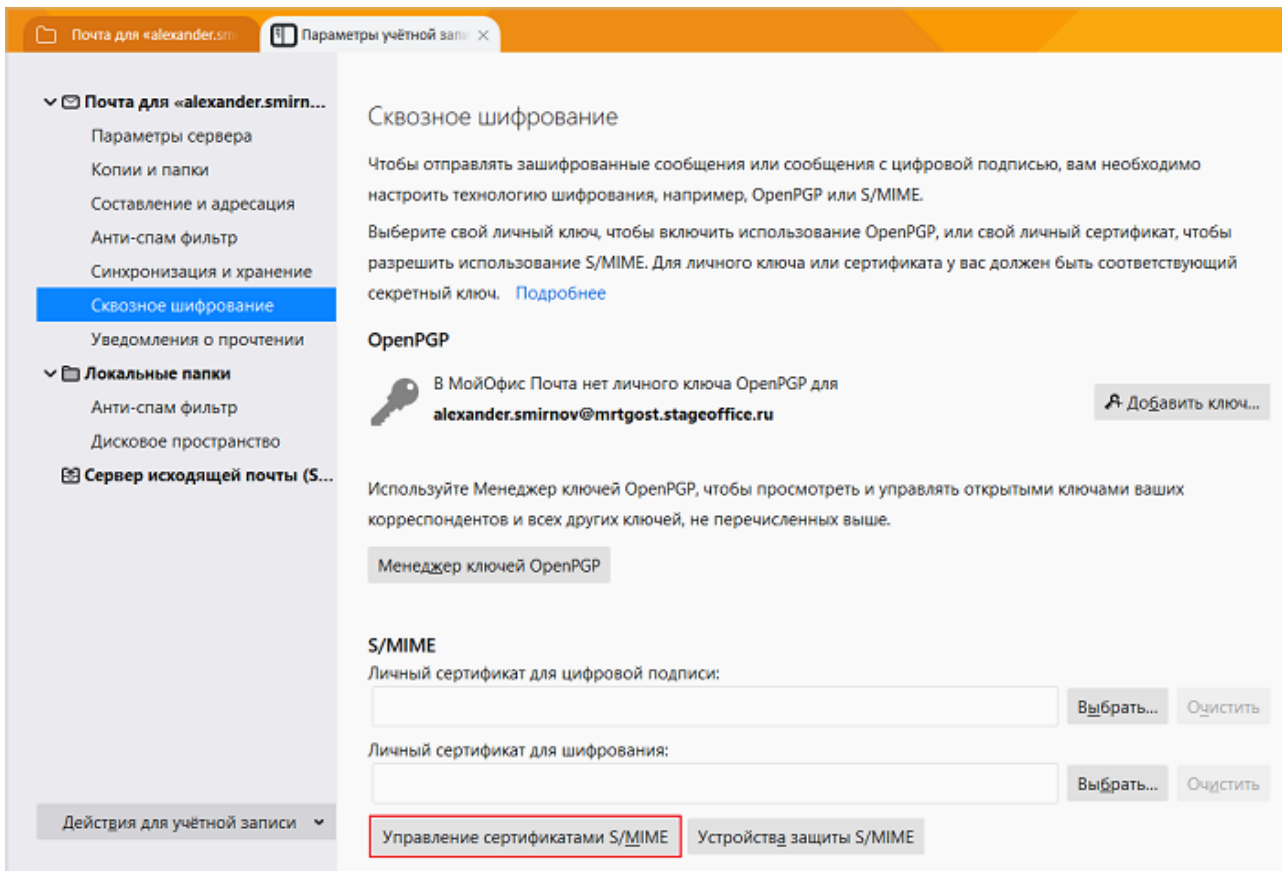 Почта для «alexander.sm
Параметры учётной запи
Почта для «alexander.smirn...
Параметры сервера
Копии и папки
Составление и адресация
Анти-спам фильтр
Синхронизация и хранение
Сквозное шифрование
Уведомления о прочтении
Локальные папки
Анти-спам фильтр
Дисковое пространство
Сервер исходящей почты (S...
Действия для учётной записи
Сквозное шифрование
Чтобы отправлять зашифрованные сообщения или сообщения с цифровой подписью, вам необходимо
настроить технологию шифрования, например, OpenPGP или S/MIME.
Выберите свой личный ключ, чтобы включить использование OpenPGP, или свой личный сертификат, чтобы
разрешить использование S/MIME. Для личного ключа или сертификата у вас должен быть соответствующий
секретный ключ. Подробнее
OpenPGP
В МойОфис Почта нет личного ключа OpenPGP для
alexander.smirnov@mrtgost.stageoffice.ru
Добавить ключ...
Используйте Менеджер ключей OpenPGP, чтобы просмотреть и управлять открытыми ключами ваших
корреспондентов и всех других ключей, не перечисленных выше.
Менеджер ключей OpenPGP
S/MIME
Личный сертификат для цифровой подписи:
Выбрать... Очистить
Личный сертификат для шифрования:
Выбрать... Очистить
Управление сертификатами S/MIME Устройства защиты S/MIME